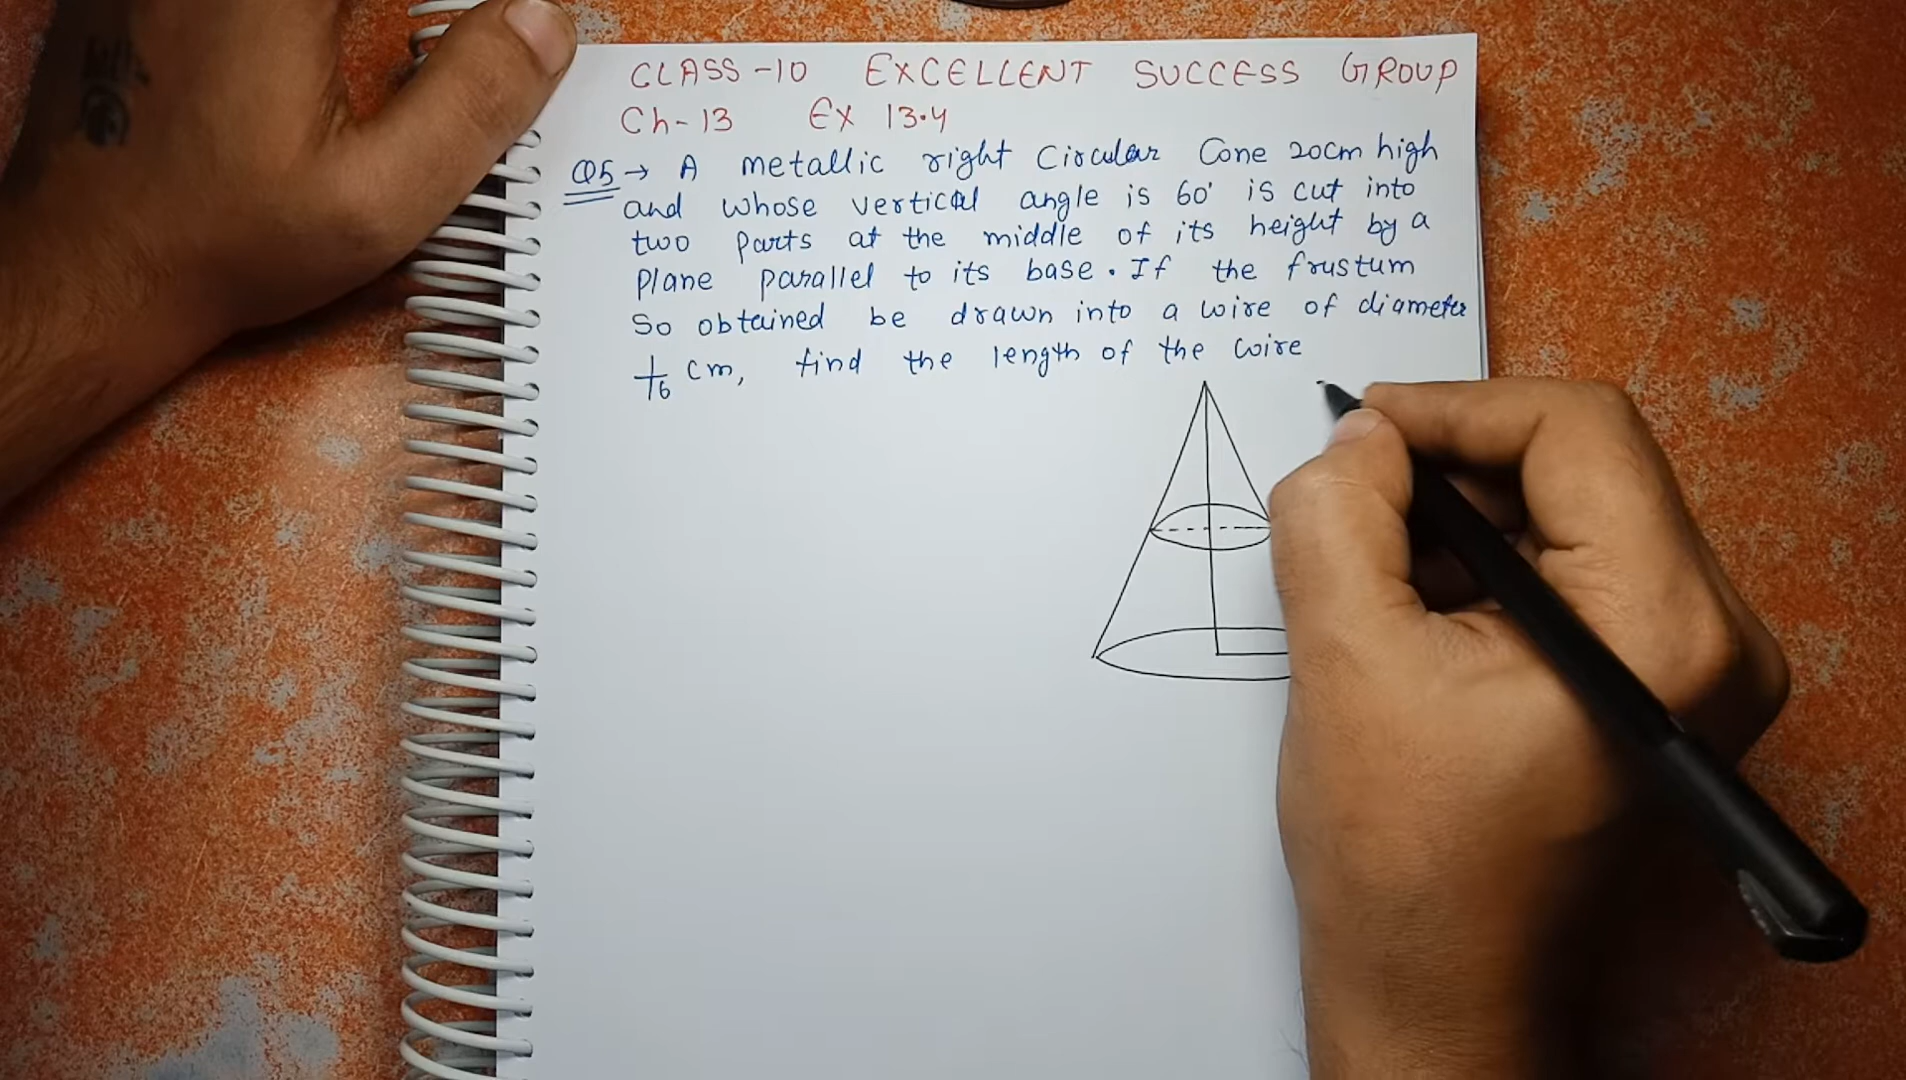 CLASS-10 EXCELLENT SUCCESS GROUP
Ch-13 Ex 13.4
Q5 → A metallic right Circular Cone 20cm high
and whose vertical angle is 60° is cut into
two parts at the middle of its height by a
plane parallel to its base. If the frustum
So obtained be drawn into a wire of diameter
1/16 cm, find the length of the wire